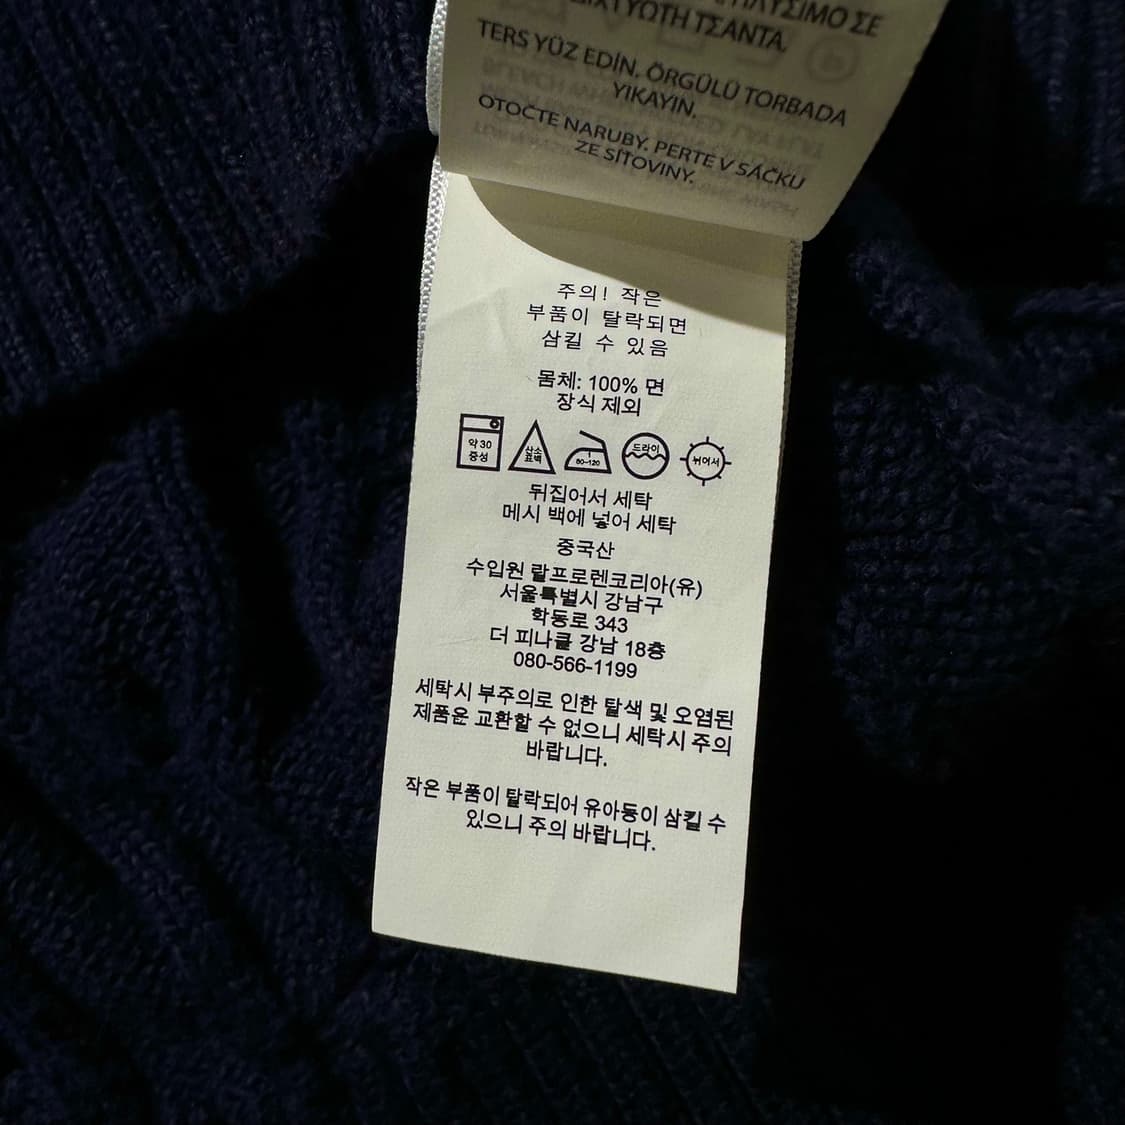 ΣΙΜΟ ΣΕ
ΔΙΧΤΥΩΤΗ ΤΣΑΝΤΑ.
TERS YÜZ EDİN. ÖRGÜLÜ TORBADA
YIKAYIN.
OTOČTE NARUBY. PERTE V SÁČKU
ZE SÍŤOVINY.
주의! 작은
부품이 탈락되면
삼킬 수 있음
몸체: 100% 면
장식 제외
약 30
중성
산소
표백
80~120
드라이
뉘어서
뒤집어서 세탁
메시 백에 넣어 세탁
중국산
수입원 랄프로렌코리아(유)
서울특별시 강남구
학동로 343
더 피나클 강남 18층
080-566-1199
세탁시 부주의로 인한 탈색 및 오염된
제품은 교환할 수 없으니 세탁시 주의
바랍니다.
작은 부품이 탈락되어 유아등이 삼킬 수
있으니 주의 바랍니다.